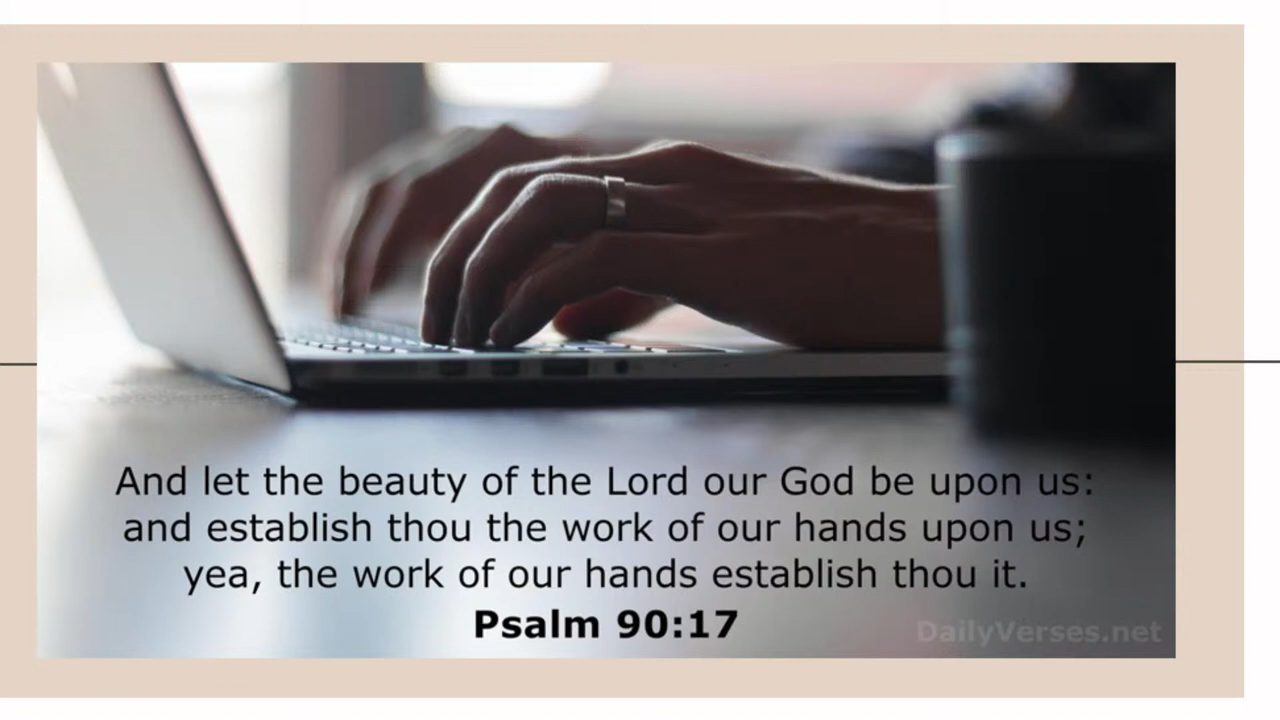 And let the beauty of the Lord our God be upon us:
and establish thou the work of our hands upon us;
yea, the work of our hands establish thou it.
Psalm 90:17
DailyVerses.net